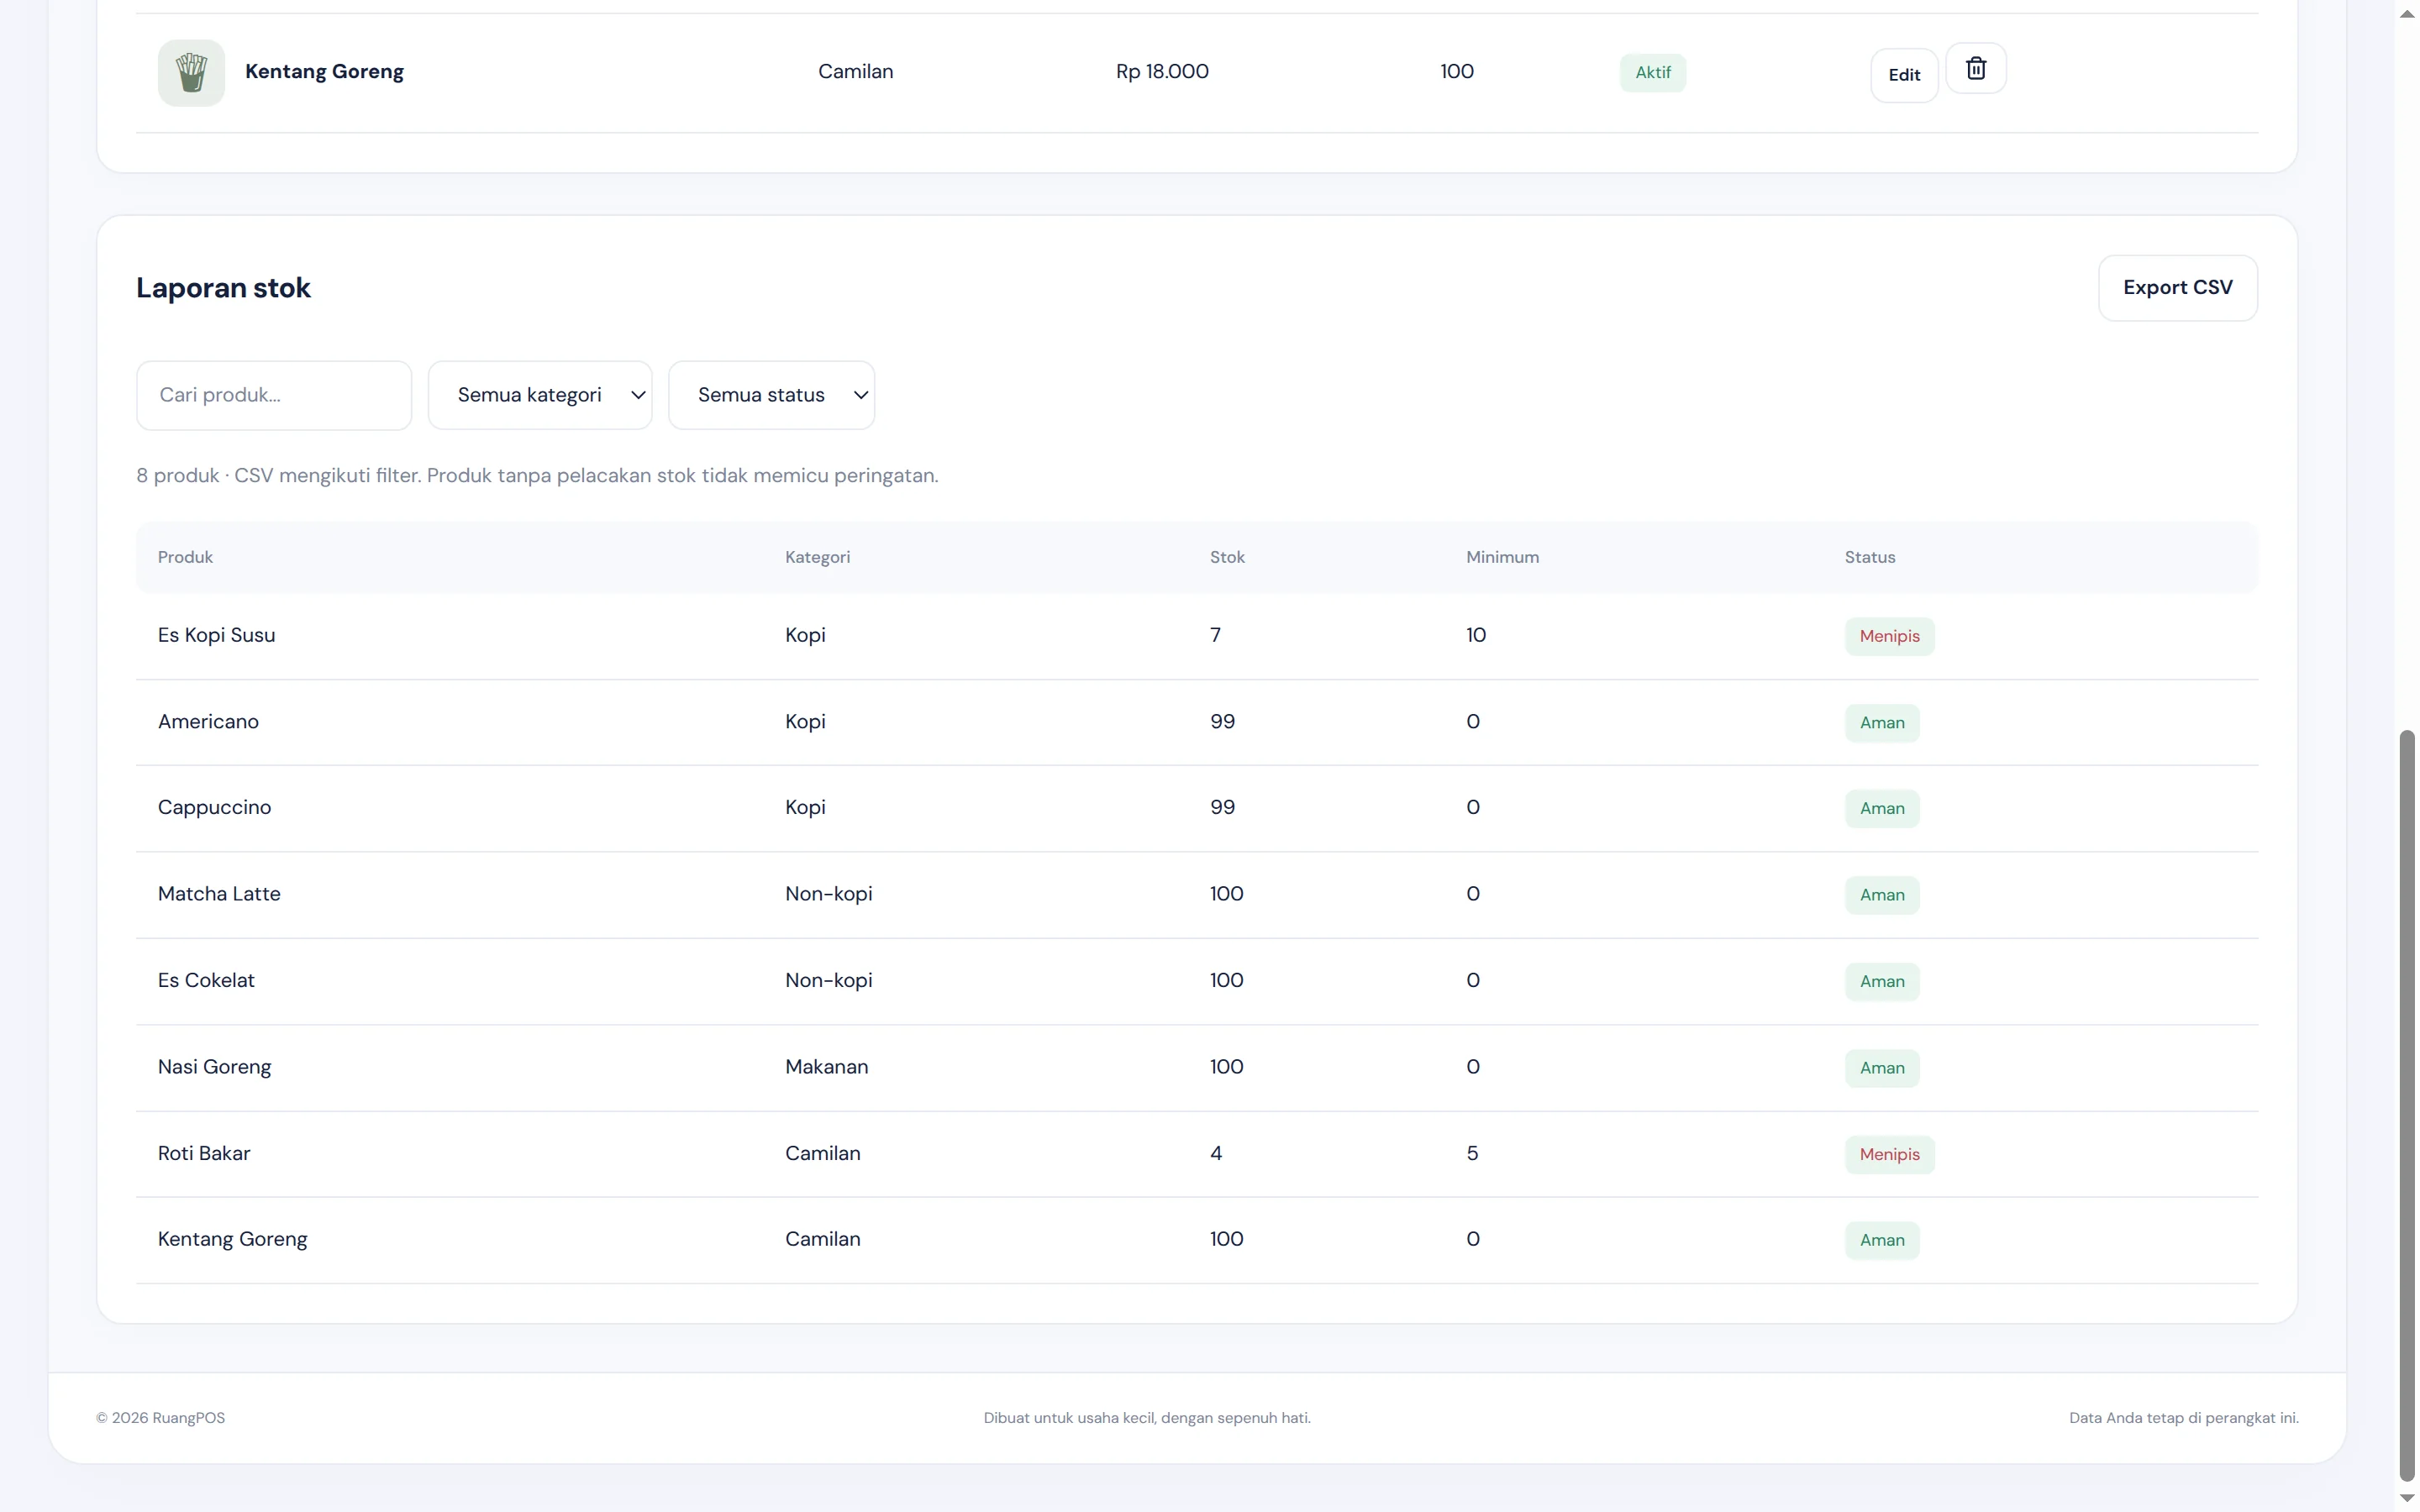 Kentang Goreng Camilan Rp 18.000 100 Aktif Edit
Laporan stok Export CSV
Cari produk... Semua kategori Semua status
8 produk · CSV mengikuti filter. Produk tanpa pelacakan stok tidak memicu peringatan.
Produk Kategori Stok Minimum Status
Es Kopi Susu Kopi 7 10 Menipis
Americano Kopi 99 0 Aman
Cappuccino Kopi 99 0 Aman
Matcha Latte Non-kopi 100 0 Aman
Es Cokelat Non-kopi 100 0 Aman
Nasi Goreng Makanan 100 0 Aman
Roti Bakar Camilan 4 5 Menipis
Kentang Goreng Camilan 100 0 Aman
© 2026 RuangPOS Dibuat untuk usaha kecil, dengan sepenuh hati. Data Anda tetap di perangkat ini.